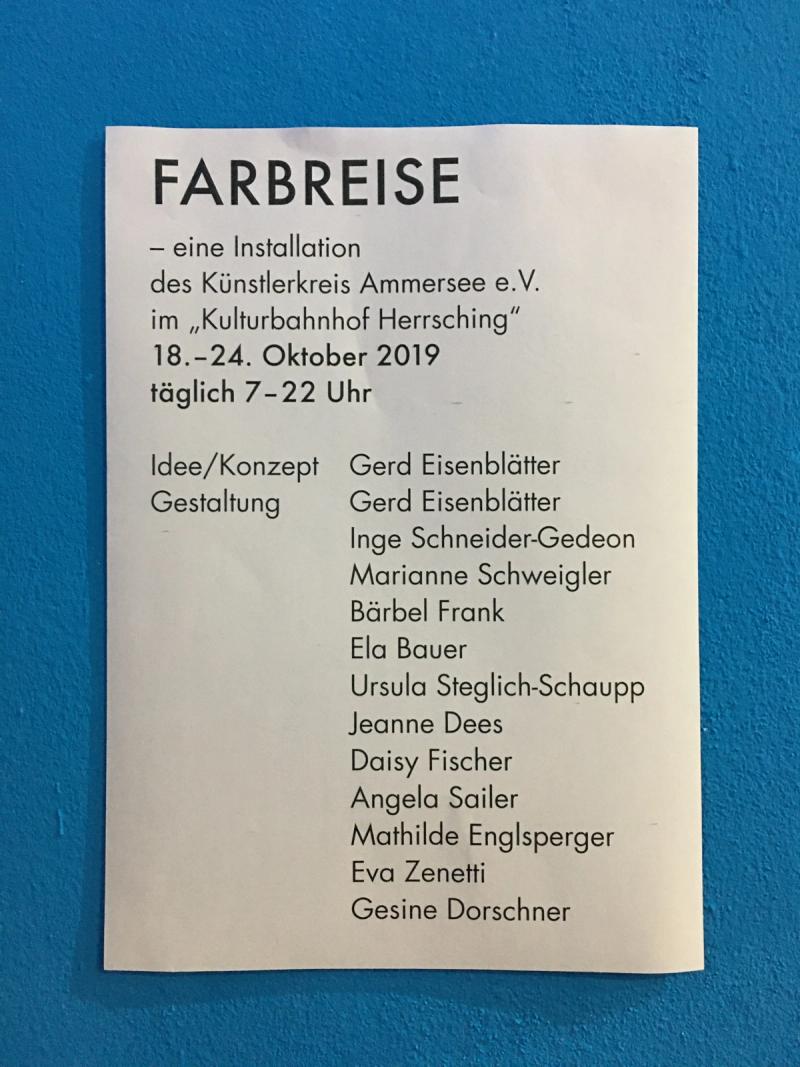 FARBREISE
– eine Installation
des Künstlerkreis Ammersee e.V.
im „Kulturbahnhof Herrsching“
18.–24. Oktober 2019
täglich 7–22 Uhr
Idee/Konzept Gerd Eisenblätter
Gestaltung Gerd Eisenblätter
Inge Schneider-Gedeon
Marianne Schweigler
Bärbel Frank
Ela Bauer
Ursula Steglich-Schaupp
Jeanne Dees
Daisy Fischer
Angela Sailer
Mathilde Englsperger
Eva Zenetti
Gesine Dorschner